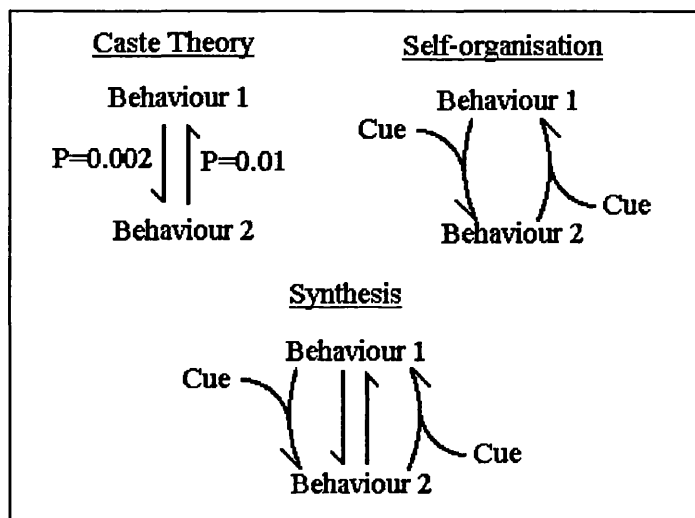 Caste Theory
Behaviour 1
P=0.002
P=0.01
Behaviour 2
Self-organisation
Behaviour 1
Cue
Cue
Behaviour 2
Synthesis
Behaviour 1
Cue
Cue
Behaviour 2